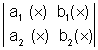 | a₁ (x) b₁(x) |
| a₂ (x) b₂(x) |